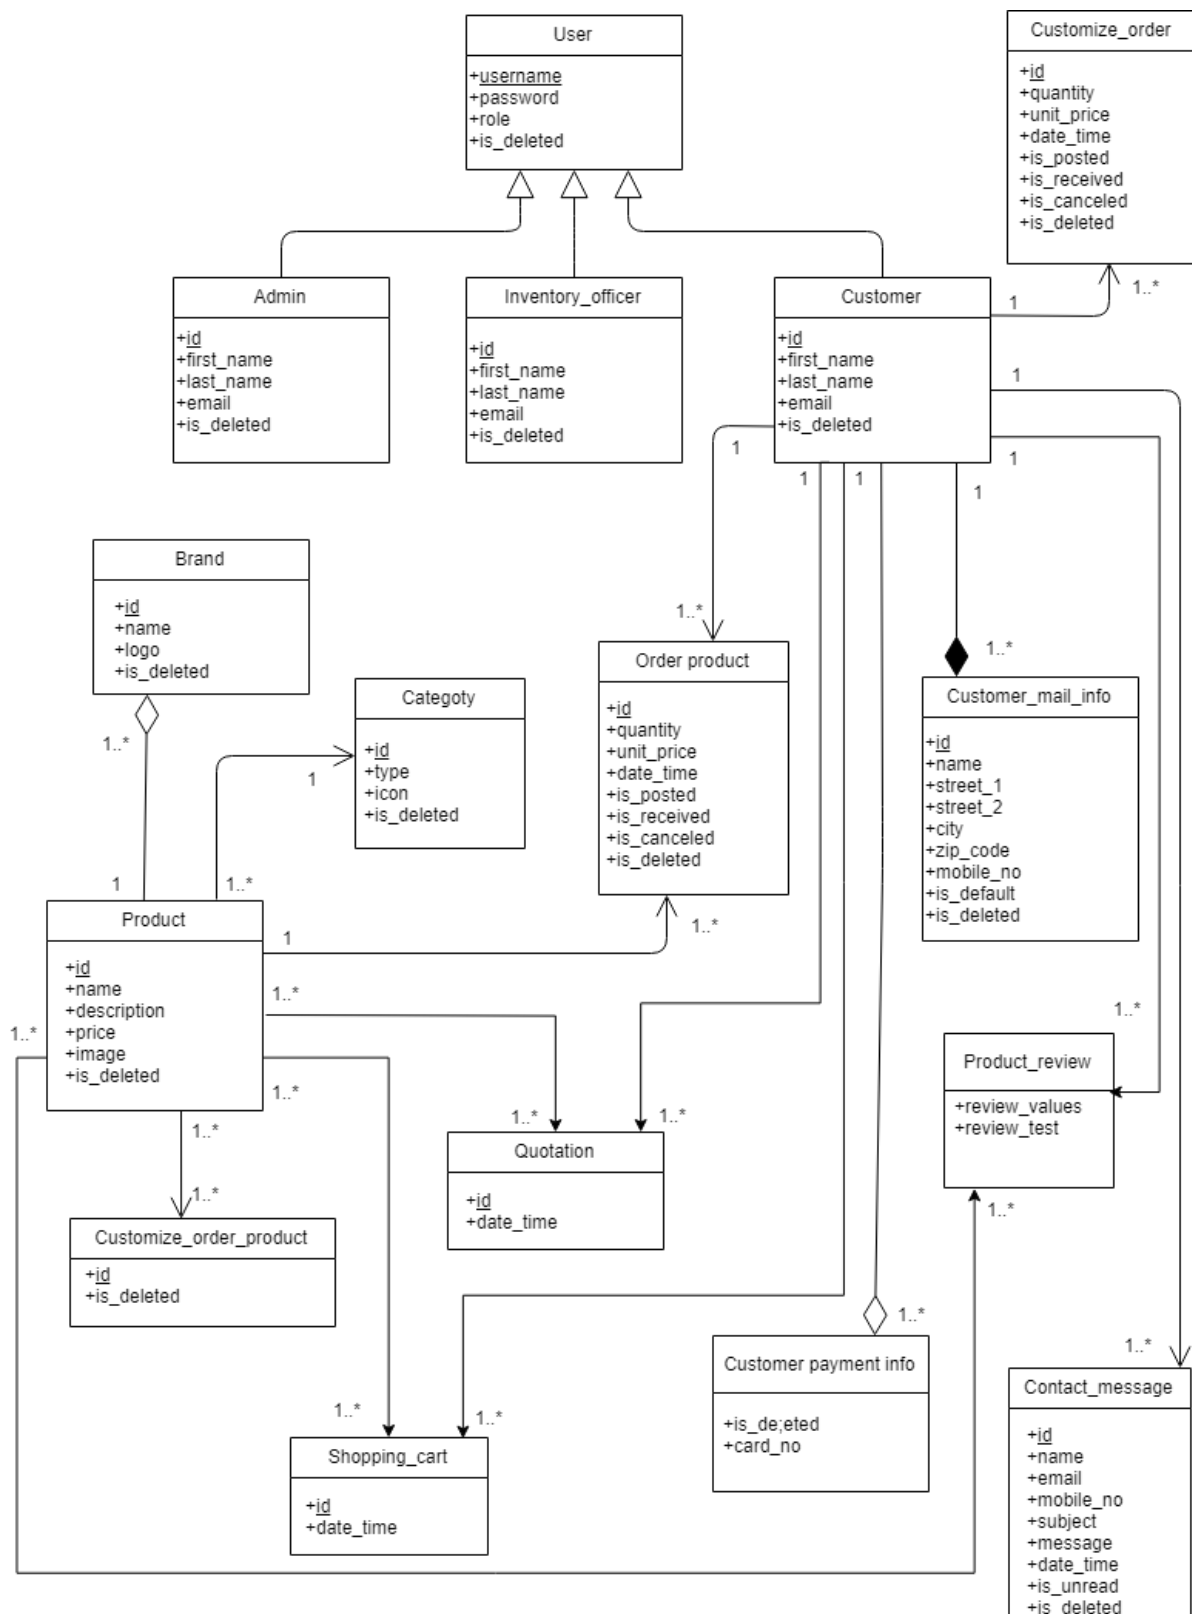 User
+username
+password
+role
+is_deleted
Customize_order
+id
+quantity
+unit_price
+date_time
+is_posted
+is_received
+is_canceled
+is_deleted
1
1..*
Admin
+id
+first_name
+last_name
+email
+is_deleted
Inventory_officer
+id
+first_name
+last_name
+email
+is_deleted
Customer
+id
+first_name
+last_name
+email
+is_deleted
1
1
1
1
1
1
Brand
+id
+name
+logo
+is_deleted
1..*
1
Categoty
+id
+type
+icon
+is_deleted
1
1..*
1..*
Order product
+id
+quantity
+unit_price
+date_time
+is_posted
+is_received
+is_canceled
+is_deleted
1..*
1..*
Customer_mail_info
+id
+name
+street_1
+street_2
+city
+zip_code
+mobile_no
+is_default
+is_deleted
Product
+id
+name
+description
+price
+image
+is_deleted
1
1..*
1..*
1..*
1..*
1..*
Customize_order_product
+id
+is_deleted
1..*
1..*
Quotation
+id
+date_time
1..*
Product_review
+review_values
+review_test
1..*
1..*
1..*
Shopping_cart
+id
+date_time
1..*
Customer payment info
+is_de;eted
+card_no
1..*
Contact_message
+id
+name
+email
+mobile_no
+subject
+message
+date_time
+is_unread
+is_deleted